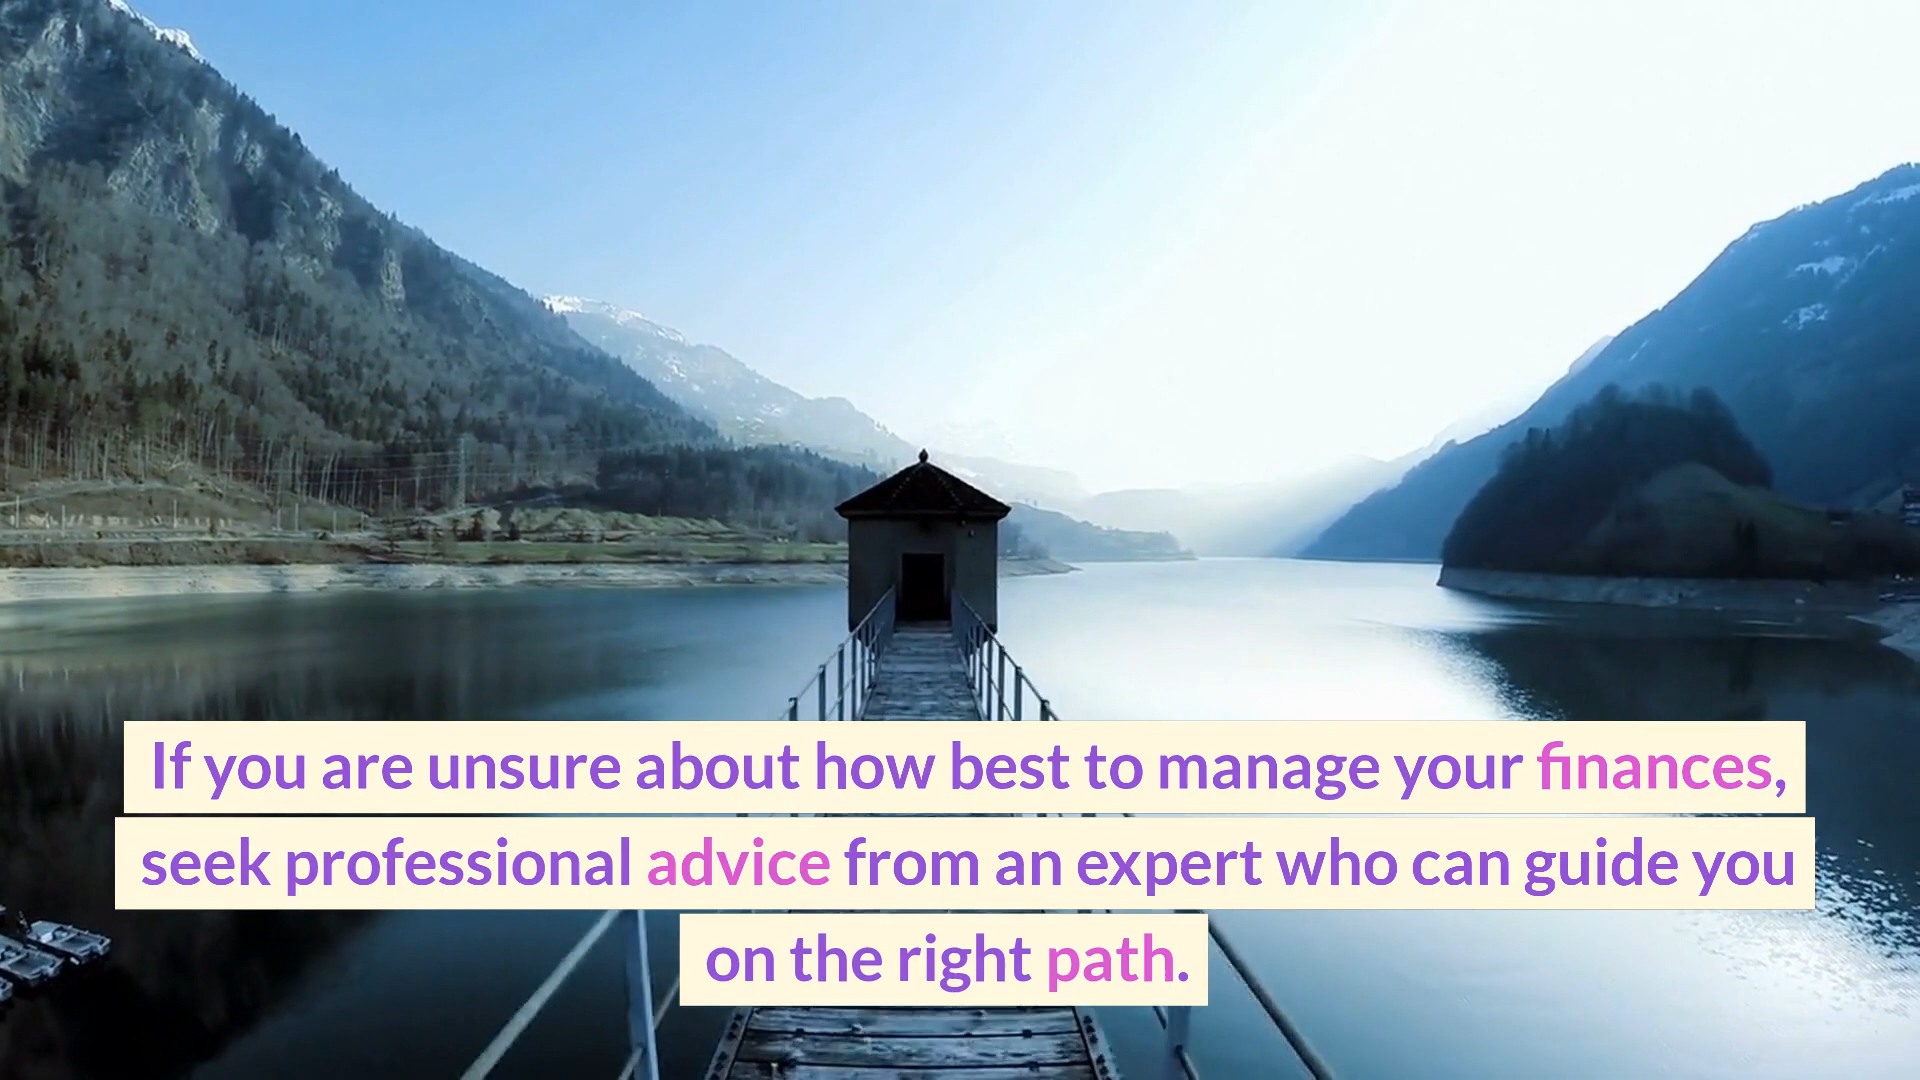 If you are unsure about how best to manage your finances,
seek professional advice from an expert who can guide you
on the right path.